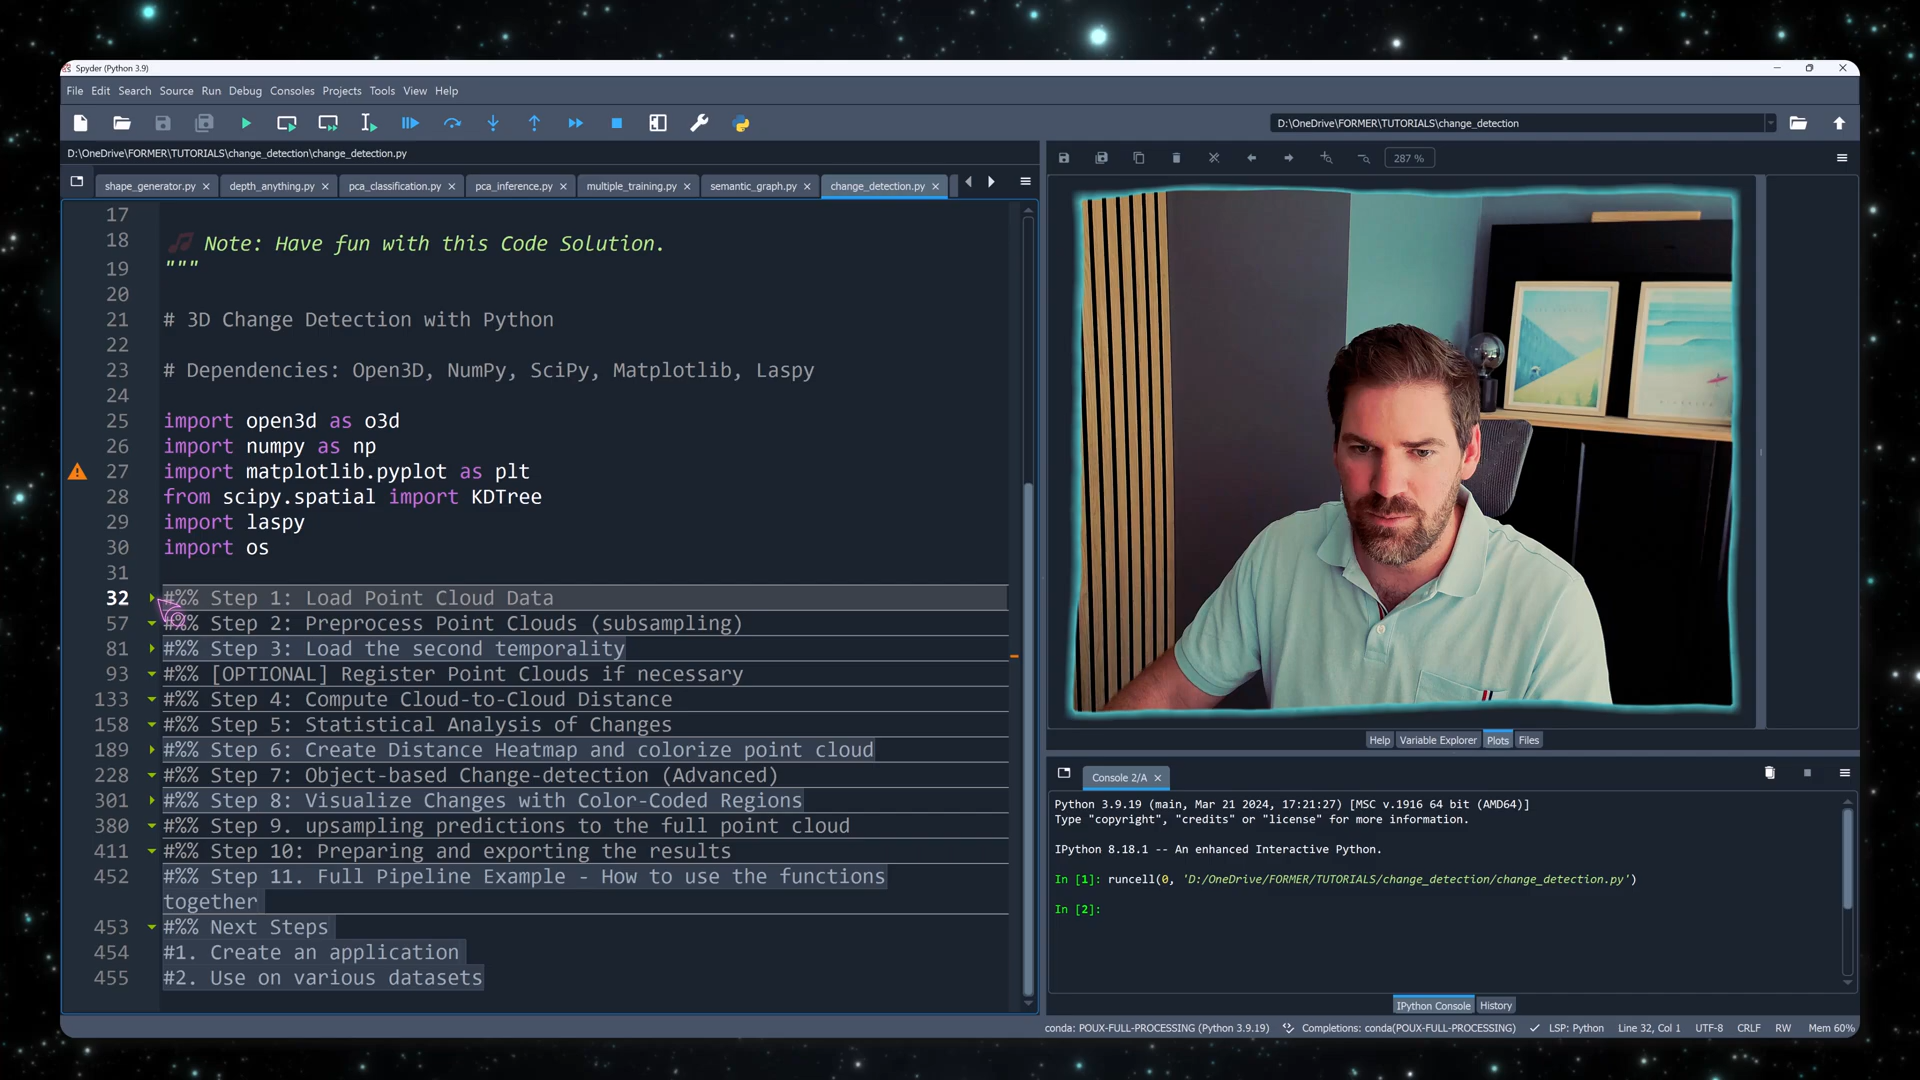 Spyder (Python 3.9)
File Edit Search Source Run Debug Consoles Projects Tools View Help
D:\OneDrive\FORMER\TUTORIALS\change_detection
D:\OneDrive\FORMER\TUTORIALS\change_detection\change_detection.py
287 %
shape_generator.py depth_anything.py pca_classification.py pca_inference.py multiple_training.py semantic_graph.py change_detection.py
17
18 Note: Have fun with this Code Solution.
19 """
20
21 # 3D Change Detection with Python
22
23 # Dependencies: Open3D, NumPy, SciPy, Matplotlib, Laspy
24
25 import open3d as o3d
26 import numpy as np
27 import matplotlib.pyplot as plt
28 from scipy.spatial import KDTree
29 import laspy
30 import os
31
32 #%% Step 1: Load Point Cloud Data
57 #%% Step 2: Preprocess Point Clouds (subsampling)
81 #%% Step 3: Load the second temporality
93 #%% [OPTIONAL] Register Point Clouds if necessary
133 #%% Step 4: Compute Cloud-to-Cloud Distance
158 #%% Step 5: Statistical Analysis of Changes
189 #%% Step 6: Create Distance Heatmap and colorize point cloud
228 #%% Step 7: Object-based Change-detection (Advanced)
301 #%% Step 8: Visualize Changes with Color-Coded Regions
380 #%% Step 9. upsampling predictions to the full point cloud
411 #%% Step 10: Preparing and exporting the results
452 #%% Step 11. Full Pipeline Example - How to use the functions
together
453 #%% Next Steps
454 #1. Create an application
455 #2. Use on various datasets
Help Variable Explorer Plots Files
Console 2/A
Python 3.9.19 (main, Mar 21 2024, 17:21:27) [MSC v.1916 64 bit (AMD64)]
Type "copyright", "credits" or "license" for more information.
IPython 8.18.1 -- An enhanced Interactive Python.
In [1]: runcell(0, 'D:/OneDrive/FORMER/TUTORIALS/change_detection/change_detection.py')
In [2]:
IPython Console History
conda: POUX-FULL-PROCESSING (Python 3.9.19) Completions: conda(POUX-FULL-PROCESSING) LSP: Python Line 32, Col 1 UTF-8 CRLF RW Mem 60%